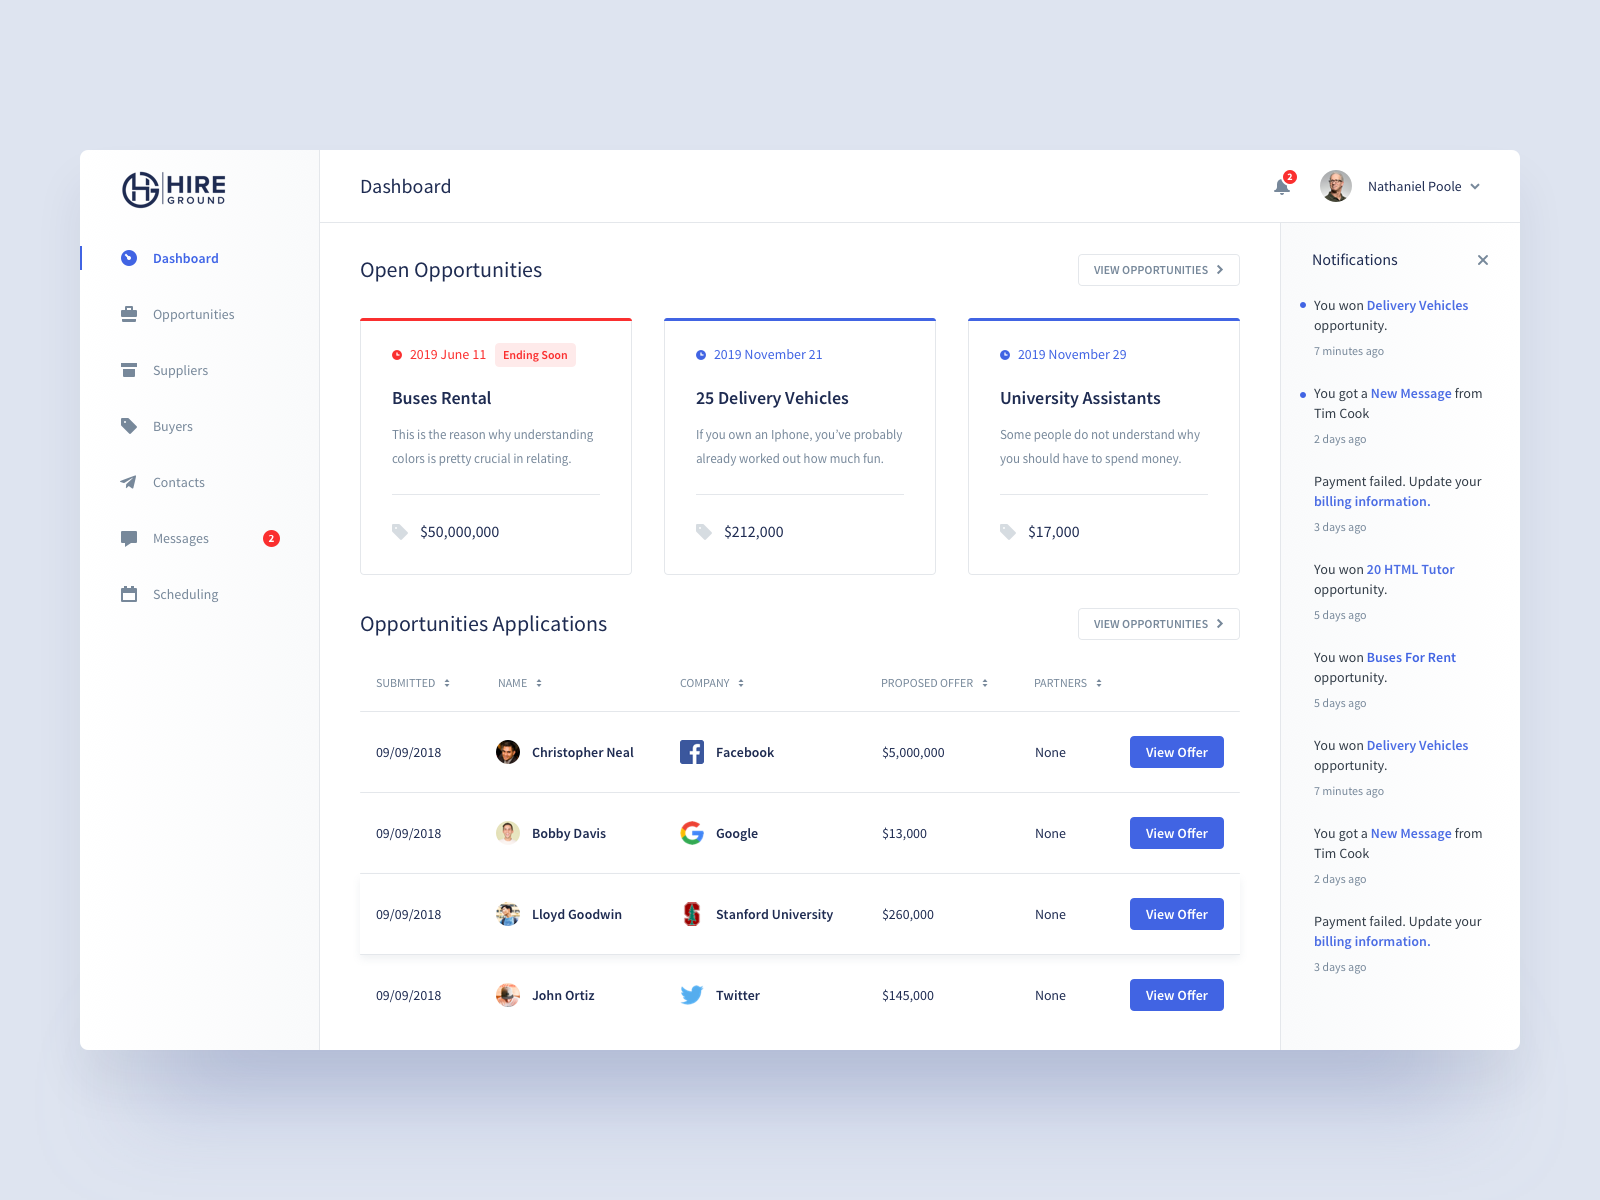 HIRE
GROUND
Dashboard
Opportunities
Suppliers
Buyers
Contacts
Messages 2
Scheduling
Dashboard
2
Nathaniel Poole
Open Opportunities
VIEW OPPORTUNITIES
2019 June 11 Ending Soon
Buses Rental
This is the reason why understanding
colors is pretty crucial in relating.
$50,000,000
2019 November 21
25 Delivery Vehicles
If you own an Iphone, you’ve probably
already worked out how much fun.
$212,000
2019 November 29
University Assistants
Some people do not understand why
you should have to spend money.
$17,000
Opportunities Applications
VIEW OPPORTUNITIES
SUBMITTED NAME COMPANY PROPOSED OFFER PARTNERS
09/09/2018 Christopher Neal Facebook $5,000,000 None View Offer
09/09/2018 Bobby Davis Google $13,000 None View Offer
09/09/2018 Lloyd Goodwin Stanford University $260,000 None View Offer
09/09/2018 John Ortiz Twitter $145,000 None View Offer
Notifications
You won Delivery Vehicles
opportunity.
7 minutes ago
You got a New Message from
Tim Cook
2 days ago
Payment failed. Update your
billing information.
3 days ago
You won 20 HTML Tutor
opportunity.
5 days ago
You won Buses For Rent
opportunity.
5 days ago
You won Delivery Vehicles
opportunity.
7 minutes ago
You got a New Message from
Tim Cook
2 days ago
Payment failed. Update your
billing information.
3 days ago